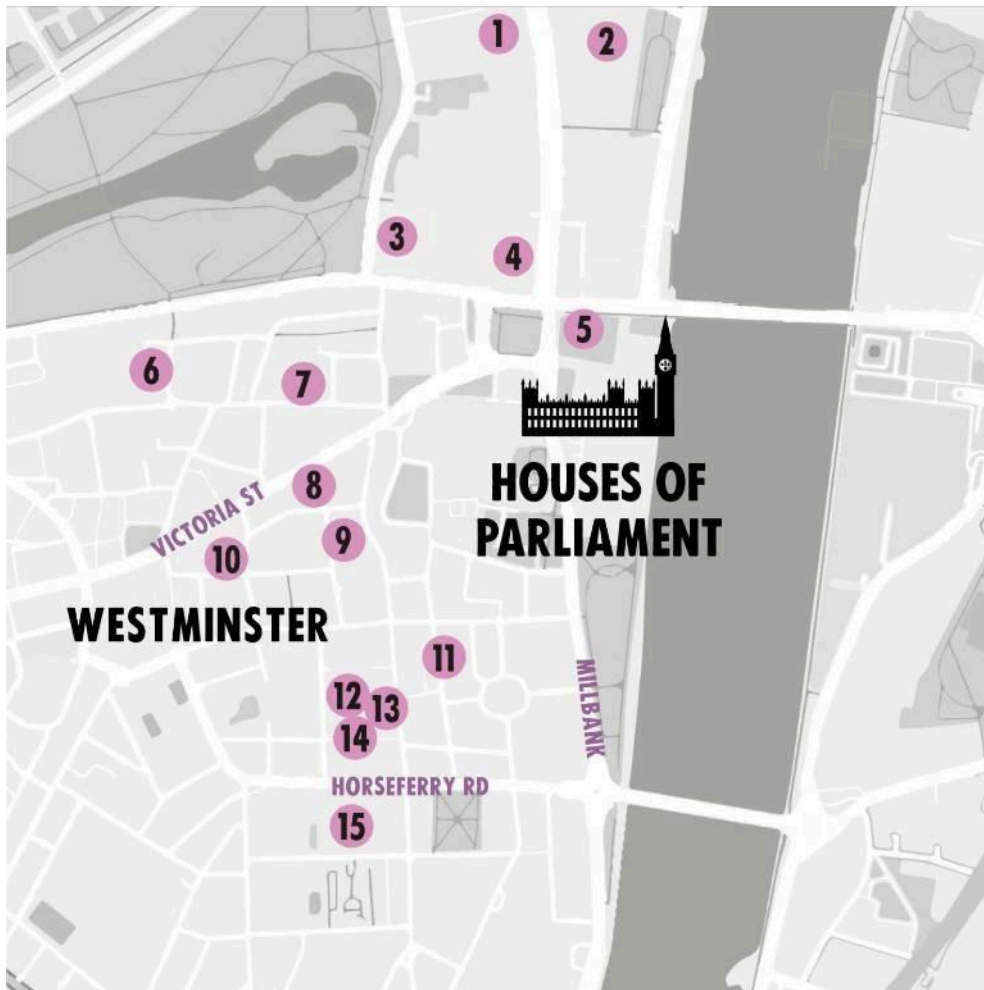 1
2
3
4
5
6
7
HOUSES OF
PARLIAMENT
8
VICTORIA ST
9
10
WESTMINSTER
11
12
13
14
MILLBANK
HORSEFERRY RD
15